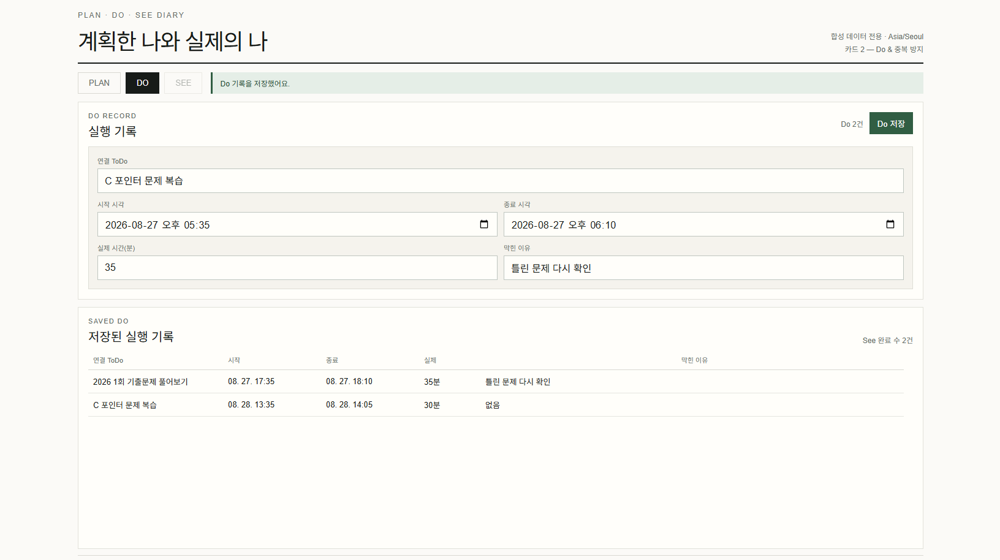 PLAN · DO · SEE DIARY
계획한 나와 실제의 나
합성 데이터 전용 · Asia/Seoul
카드 2 — Do & 중복 방지
PLAN DO SEE Do 기록을 저장했어요.
DO RECORD
실행 기록
Do 2건 Do 저장
연결 ToDo
C 포인터 문제 복습
시작 시각 종료 시각
2026-08-27 오후 05:35 2026-08-27 오후 06:10
실제 시간(분) 막힌 이유
35 틀린 문제 다시 확인
SAVED DO
저장된 실행 기록
See 완료 수 2건
연결 ToDo 시작 종료 실제 막힌 이유
2026 1회 기출문제 풀어보기 08. 27. 17:35 08. 27. 18:10 35분 틀린 문제 다시 확인
C 포인터 문제 복습 08. 28. 13:35 08. 28. 14:05 30분 없음